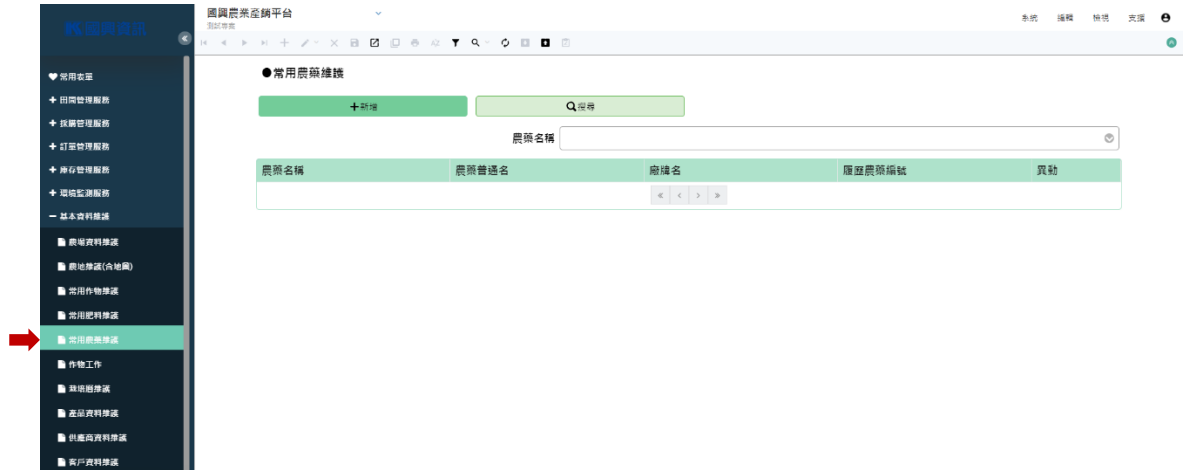 國興農業產銷平台
測試專案
系統 編輯 檢視 支援
常用表單
田間管理服務
採購管理服務
訂單管理服務
庫存管理服務
環境監測服務
基本資料維護
農場資料維護
農地維護(含地圖)
常用作物維護
常用肥料維護
常用農藥維護
作物工作
栽培曆維護
產品資料維護
供應商資料維護
客戶資料維護
●常用農藥維護
新增 搜尋
農藥名稱
農藥名稱 農藥普通名 廠牌名 履歷農藥編號 異動
« ‹ › »